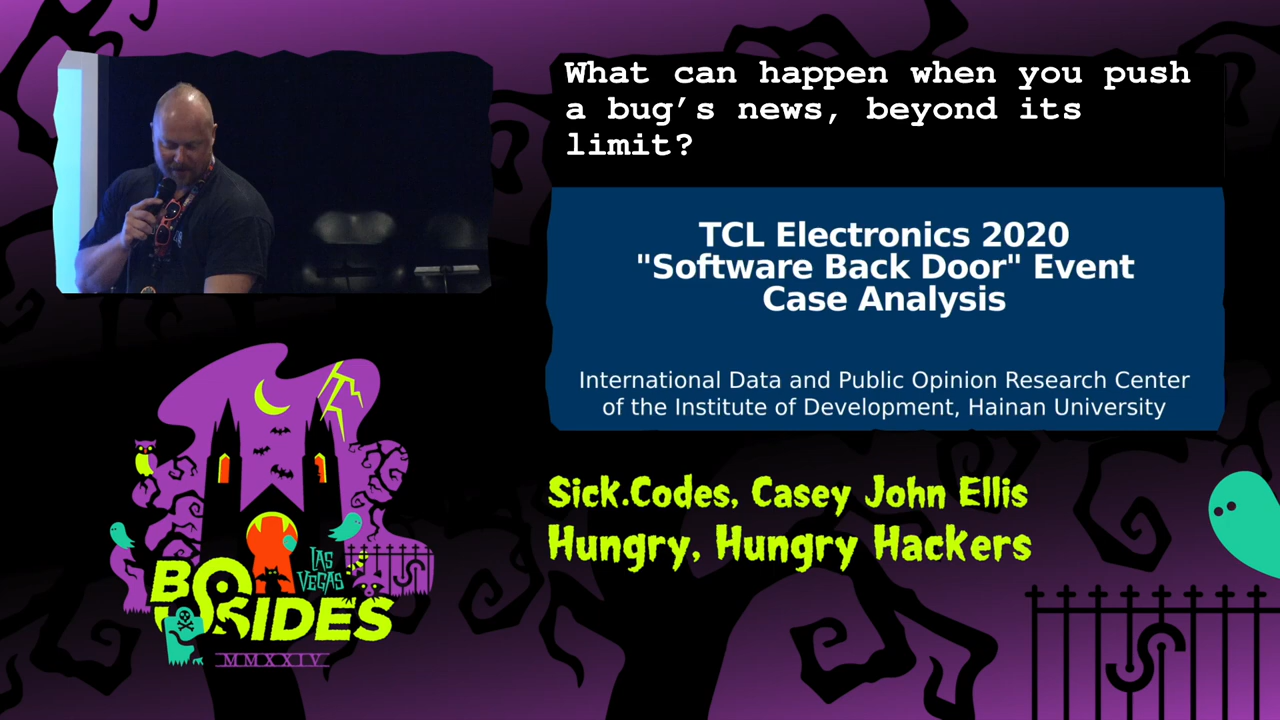 What can happen when you push
a bug’s news, beyond its
limit?
TCL Electronics 2020
"Software Back Door" Event
Case Analysis
International Data and Public Opinion Research Center
of the Institute of Development, Hainan University
Sick.Codes, Casey John Ellis
Hungry, Hungry Hackers
LAS
VEGAS
BSIDES
MMXXIV